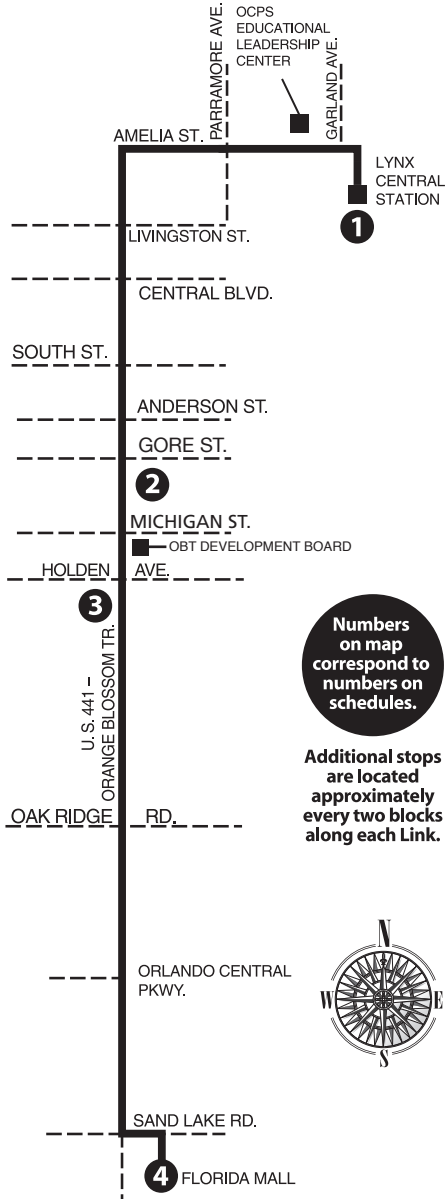 PARRAMORE AVE.
OCPS
EDUCATIONAL
LEADERSHIP
CENTER
GARLAND AVE.
AMELIA ST.
LYNX
CENTRAL
STATION
1
LIVINGSTON ST.
CENTRAL BLVD.
SOUTH ST.
ANDERSON ST.
GORE ST.
2
MICHIGAN ST.
OBT DEVELOPMENT BOARD
HOLDEN AVE.
3
U. S. 441 –
ORANGE BLOSSOM TR.
Numbers
on map
correspond to
numbers on
schedules.
Additional stops
are located
approximately
every two blocks
along each Link.
OAK RIDGE RD.
ORLANDO CENTRAL
PKWY.
N
W
E
S
SAND LAKE RD.
4 FLORIDA MALL